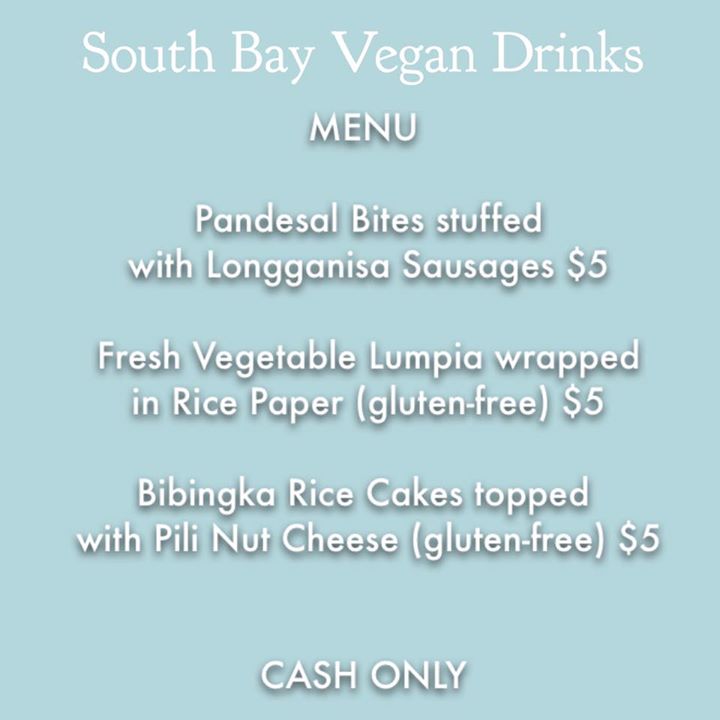 South Bay Vegan Drinks
MENU
Pandesal Bites stuffed
with Longganisa Sausages $5
Fresh Vegetable Lumpia wrapped
in Rice Paper (gluten-free) $5
Bibingka Rice Cakes topped
with Pili Nut Cheese (gluten-free) $5
CASH ONLY